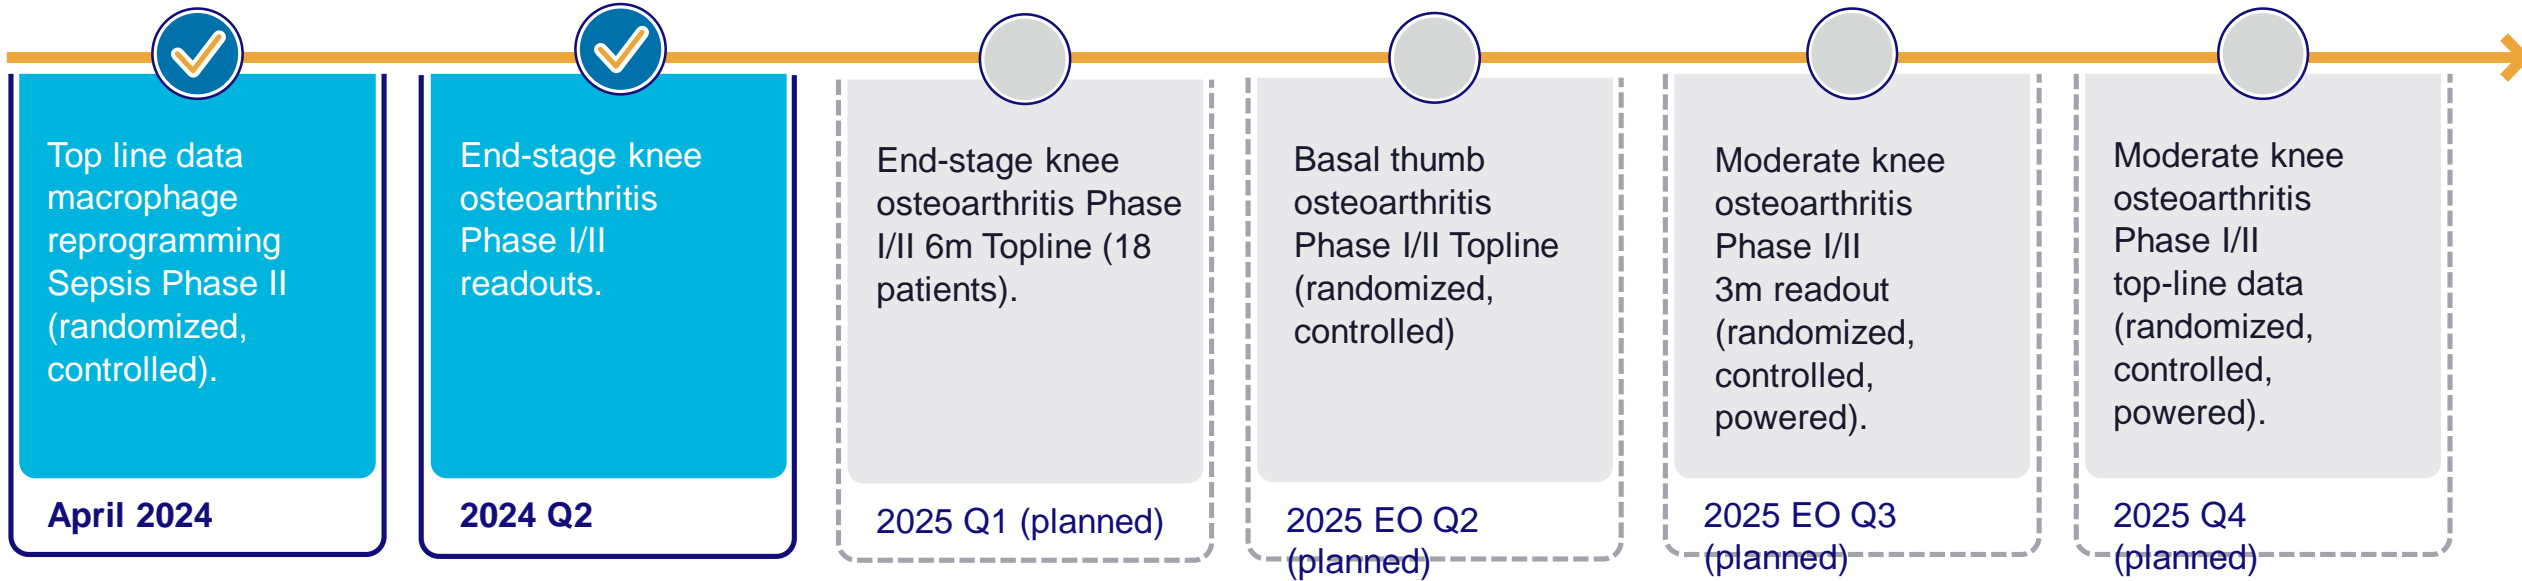 Top line data
macrophage
reprogramming
Sepsis Phase II
(randomized,
controlled).
April 2024
End-stage knee
osteoarthritis
Phase I/II
readouts.
2024 Q2
End-stage knee
osteoarthritis Phase
I/II 6m Topline (18
patients).
2025 Q1 (planned)
Basal thumb
osteoarthritis
Phase I/II Topline
(randomized,
controlled)
2025 EO Q2
(planned)
Moderate knee
osteoarthritis
Phase I/II
3m readout
(randomized,
controlled,
powered).
2025 EO Q3
(planned)
Moderate knee
osteoarthritis
Phase I/II
top-line data
(randomized,
controlled,
powered).
2025 Q4
(planned)